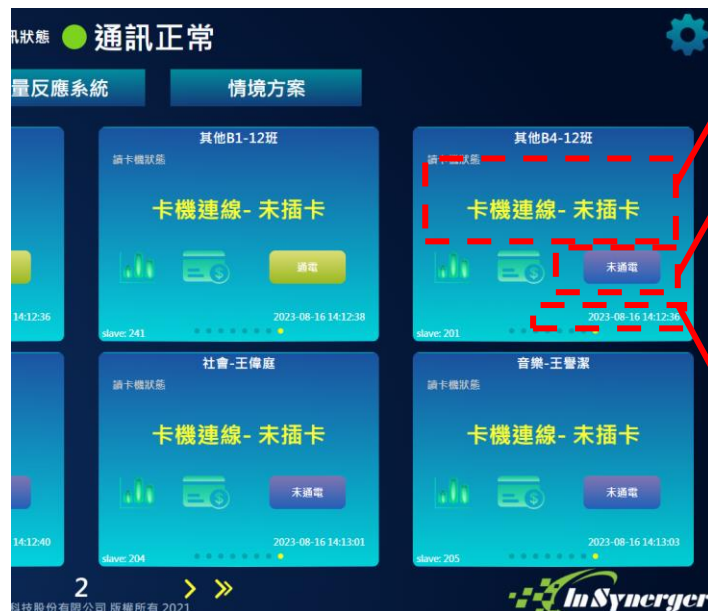 訊狀態 通訊正常
量反應系統 情境方案
其他B1-12班
讀卡機狀態
卡機連線- 未插卡
通電
2023-08-16 14:12:38
slave: 241
其他B4-12班
讀卡機狀態
卡機連線- 未插卡
未通電
2023-08-16 14:12:36
slave: 201
14:12:36
社會-王偉庭
讀卡機狀態
卡機連線- 未插卡
未通電
2023-08-16 14:13:01
slave: 204
音樂-王譽潔
讀卡機狀態
卡機連線- 未插卡
未通電
2023-08-16 14:13:03
slave: 205
14:12:40
2 > »
科技股份有限公司 版權所有 2021
InSynerger